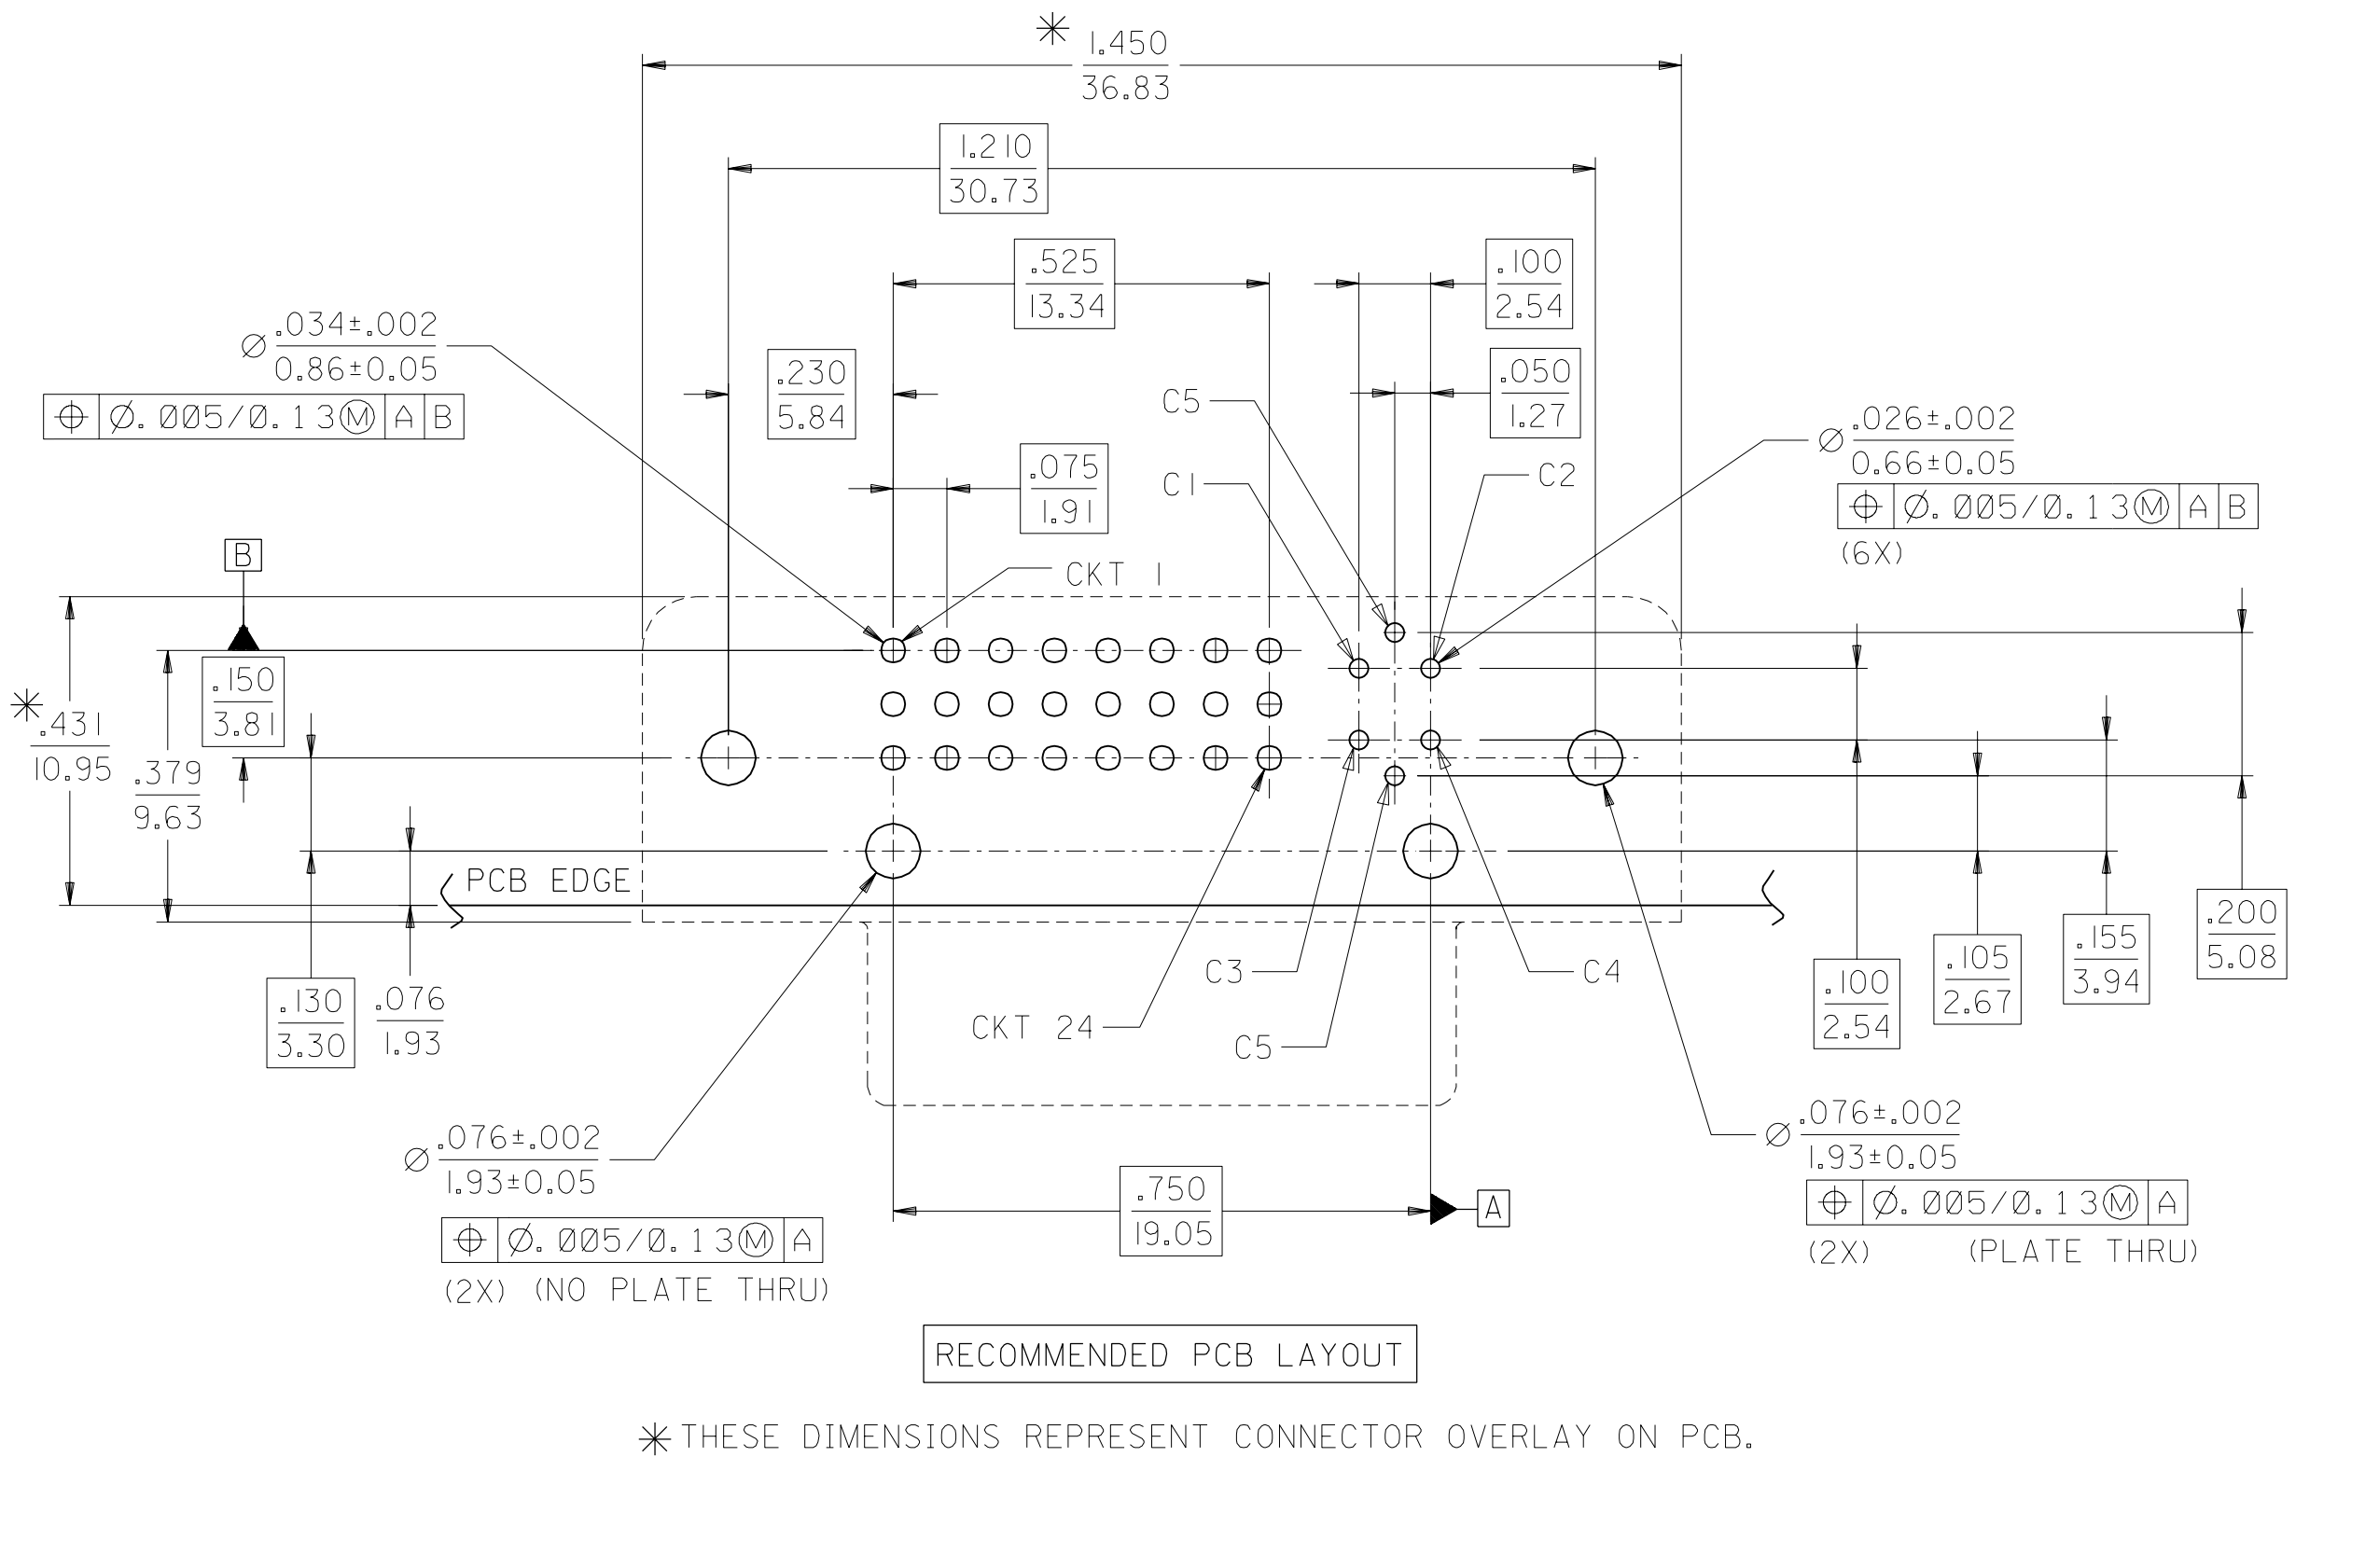 * 1.450
36.83
1.210
30.73
.525
13.34
.100
2.54
⌀ .034±.002
0.86±0.05
⌖ Ø.005/0.13Ⓜ A B
.230
5.84
C5
.050
1.27
⌀ .026±.002
0.66±0.05
⌖ Ø.005/0.13Ⓜ A B
(6X)
.075
1.91
C1
C2
B
CKT 1
.150
3.81
* .431
10.95
.379
9.63
PCB EDGE
.130
3.30
.076
1.93
C3
C4
CKT 24
C5
.100
2.54
.105
2.67
.155
3.94
.200
5.08
⌀ .076±.002
1.93±0.05
⌖ Ø.005/0.13Ⓜ A
(2X) (NO PLATE THRU)
.750
19.05
A
⌀ .076±.002
1.93±0.05
⌖ Ø.005/0.13Ⓜ A
(2X) (PLATE THRU)
RECOMMENDED PCB LAYOUT
* THESE DIMENSIONS REPRESENT CONNECTOR OVERLAY ON PCB.